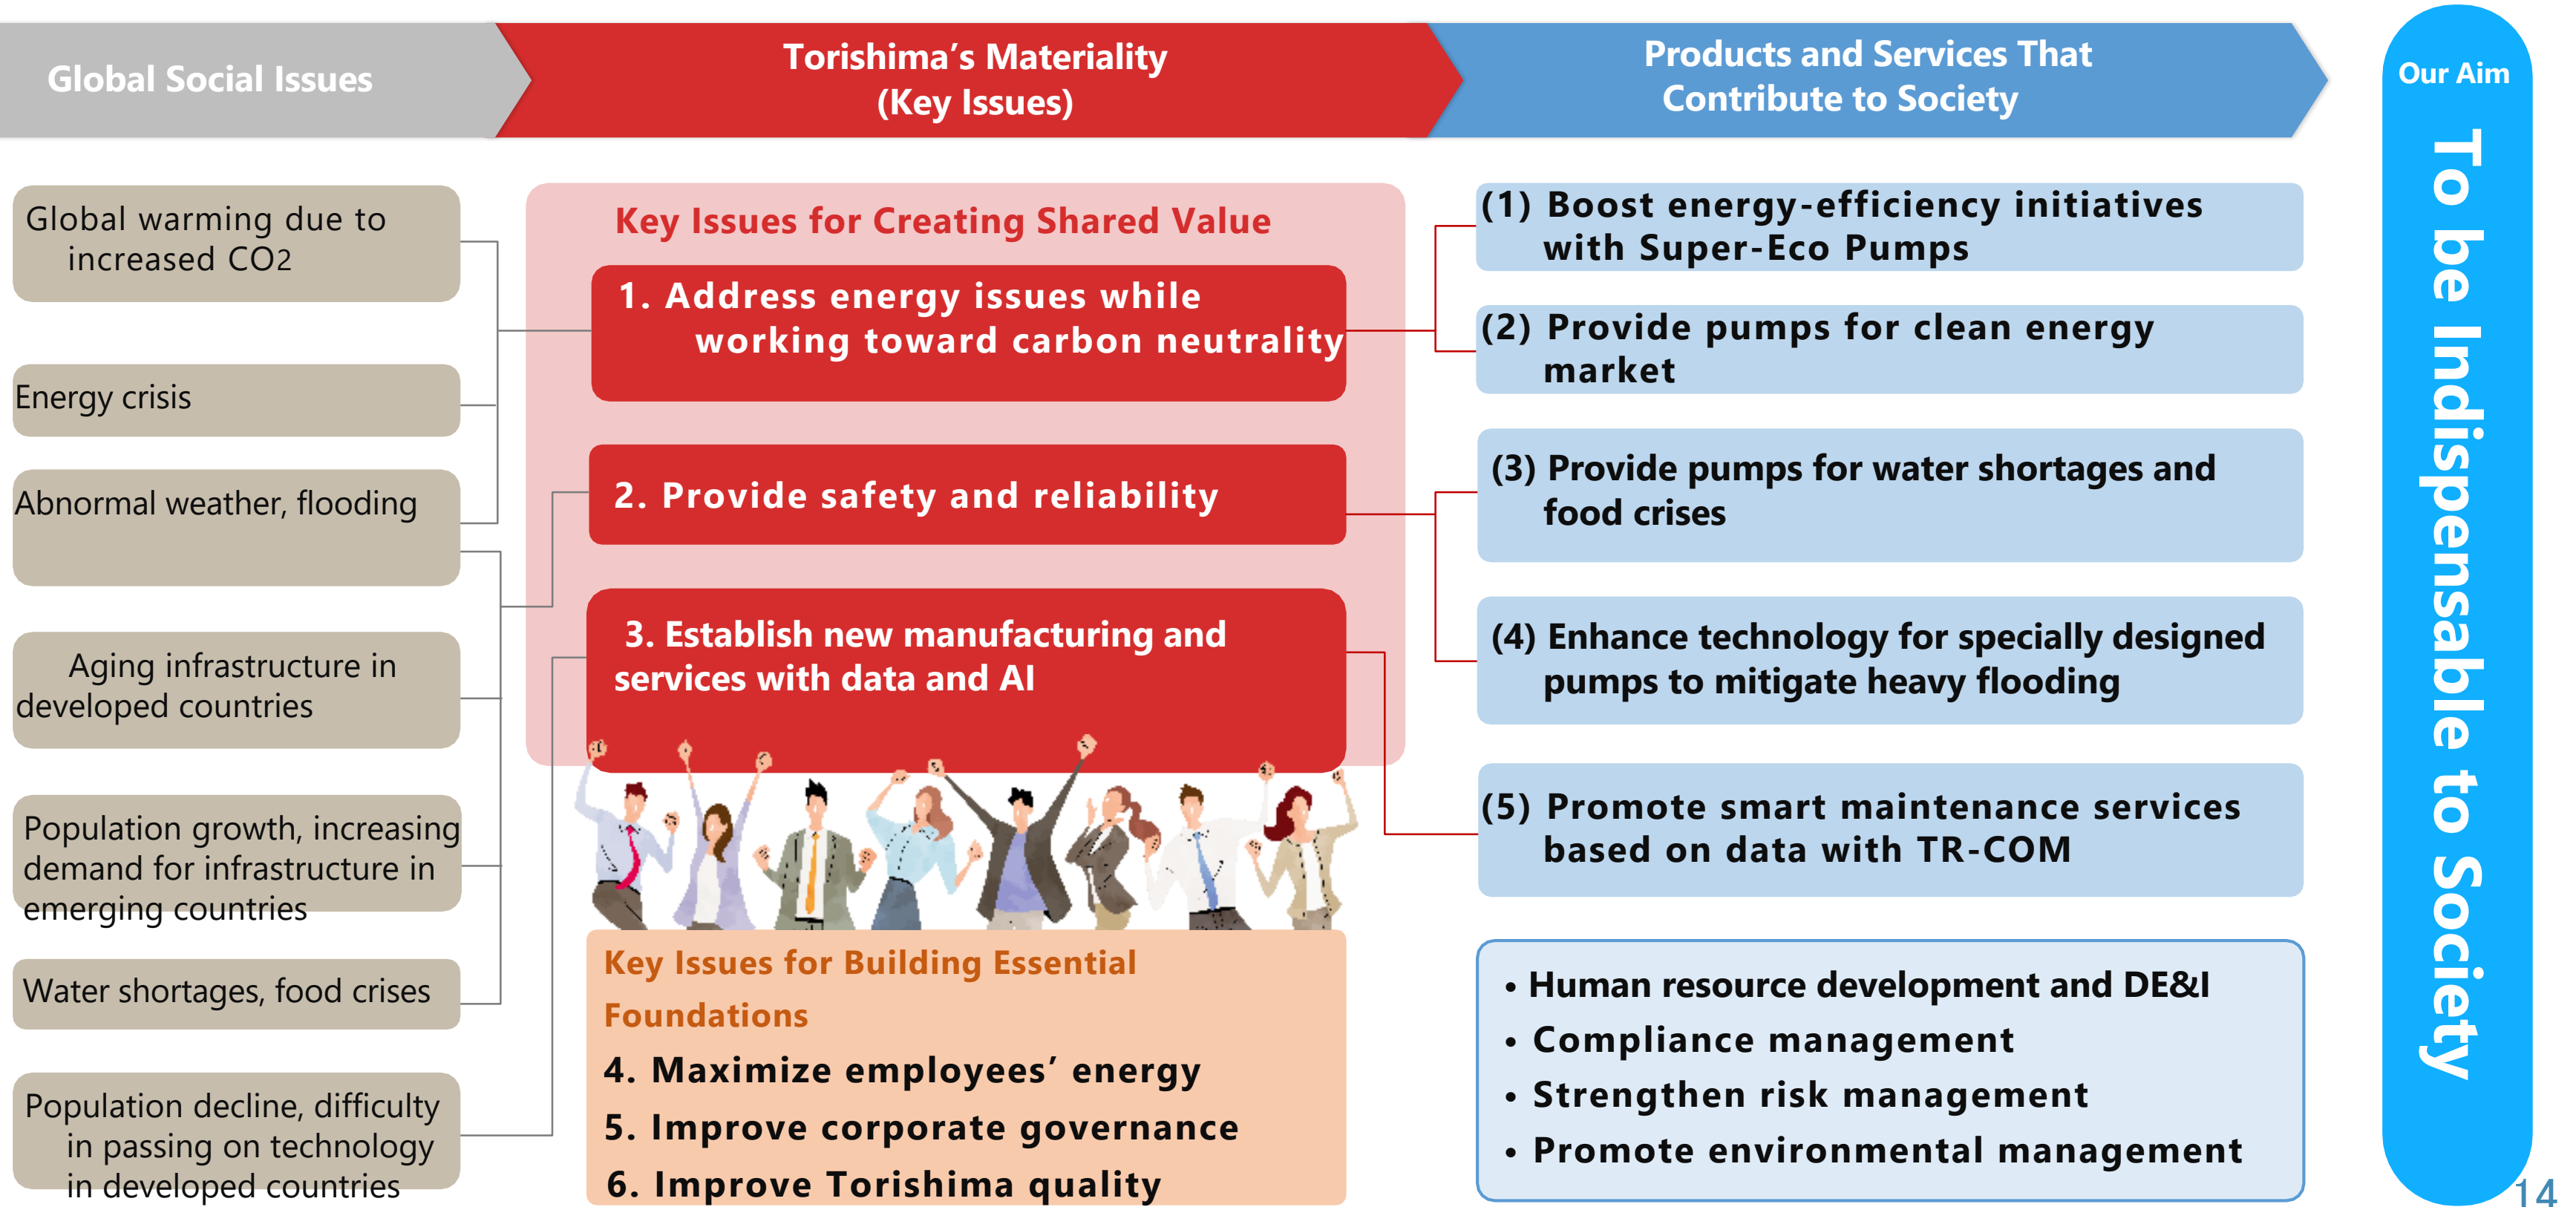 Global Social Issues
Torishima’s Materiality
(Key Issues)
Products and Services That
Contribute to Society
Our Aim
To be Indispensable to Society
Global warming due to
increased CO2
Energy crisis
Abnormal weather, flooding
Aging infrastructure in
developed countries
Population growth, increasing
demand for infrastructure in
emerging countries
Water shortages, food crises
Population decline, difficulty
in passing on technology
in developed countries
Key Issues for Creating Shared Value
1. Address energy issues while
working toward carbon neutrality
2. Provide safety and reliability
3. Establish new manufacturing and
services with data and AI
Key Issues for Building Essential
Foundations
4. Maximize employees’ energy
5. Improve corporate governance
6. Improve Torishima quality
(1) Boost energy-efficiency initiatives
with Super-Eco Pumps
(2) Provide pumps for clean energy
market
(3) Provide pumps for water shortages and
food crises
(4) Enhance technology for specially designed
pumps to mitigate heavy flooding
(5) Promote smart maintenance services
based on data with TR-COM
• Human resource development and DE&I
• Compliance management
• Strengthen risk management
• Promote environmental management
14